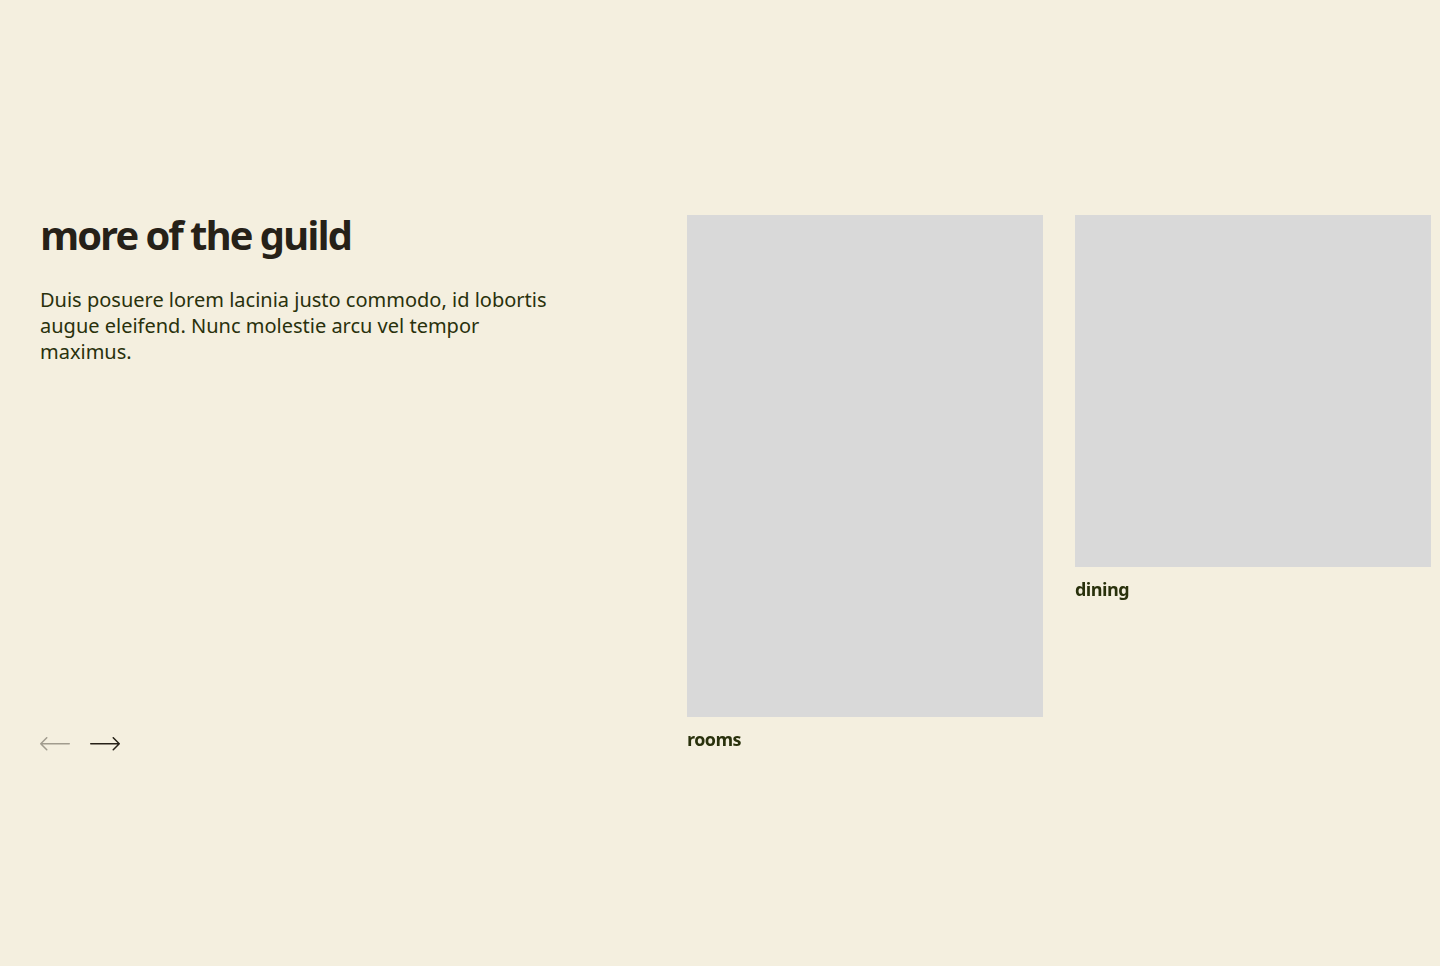 more of the guild
Duis posuere lorem lacinia justo commodo, id lobortis
augue eleifend. Nunc molestie arcu vel tempor
maximus.
dining
rooms